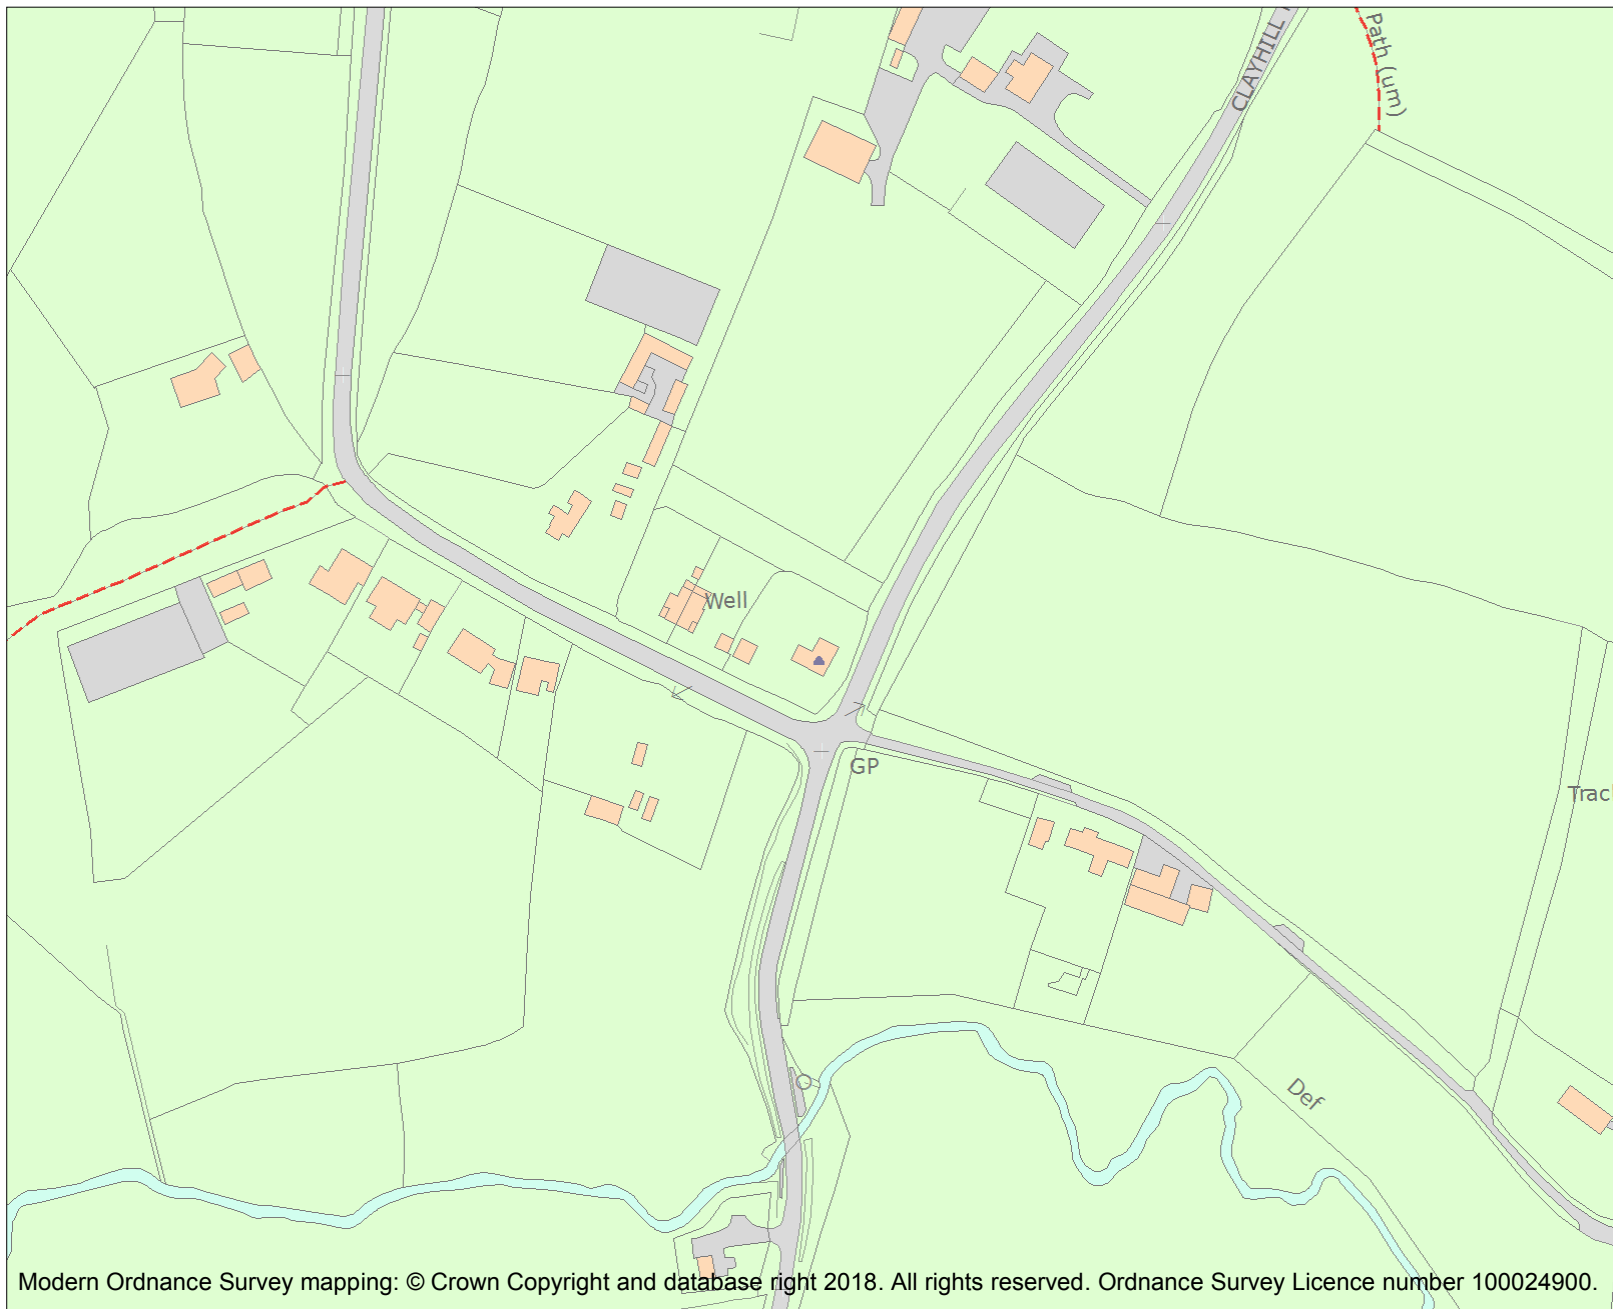 CLAYHILL
Path (um)
Well
GP
Trac
Def
Modern Ordnance Survey mapping: © Crown Copyright and database right 2018. All rights reserved. Ordnance Survey Licence number 100024900.